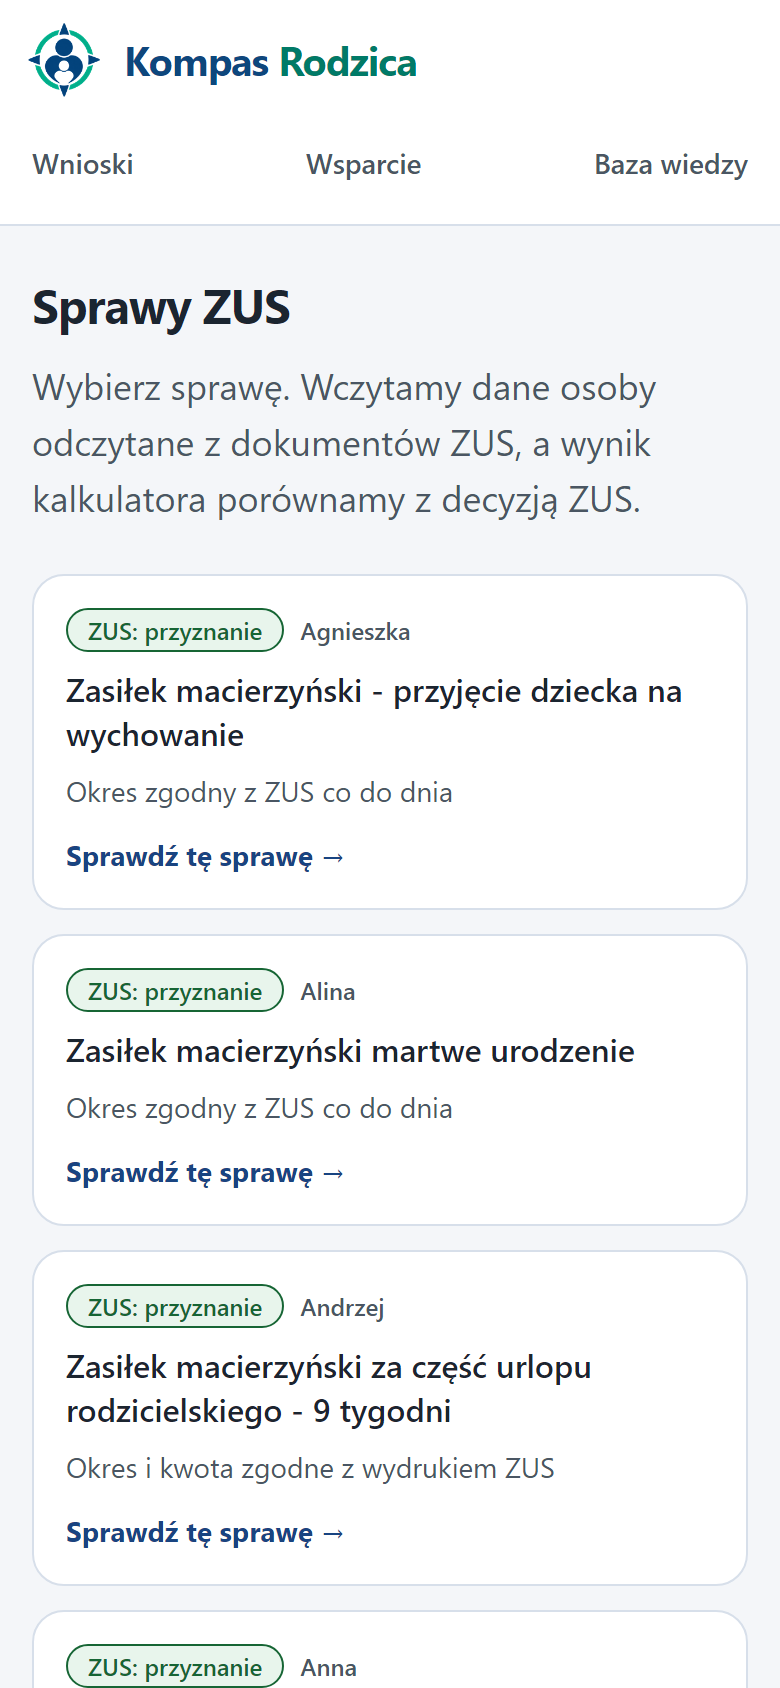 Kompas Rodzica
Wnioski Wsparcie Baza wiedzy
Sprawy ZUS
Wybierz sprawę. Wczytamy dane osoby
odczytane z dokumentów ZUS, a wynik
kalkulatora porównamy z decyzją ZUS.
ZUS: przyznanie Agnieszka
Zasiłek macierzyński - przyjęcie dziecka na
wychowanie
Okres zgodny z ZUS co do dnia
Sprawdź tę sprawę →
ZUS: przyznanie Alina
Zasiłek macierzyński martwe urodzenie
Okres zgodny z ZUS co do dnia
Sprawdź tę sprawę →
ZUS: przyznanie Andrzej
Zasiłek macierzyński za część urlopu
rodzicielskiego - 9 tygodni
Okres i kwota zgodne z wydrukiem ZUS
Sprawdź tę sprawę →
ZUS: przyznanie Anna